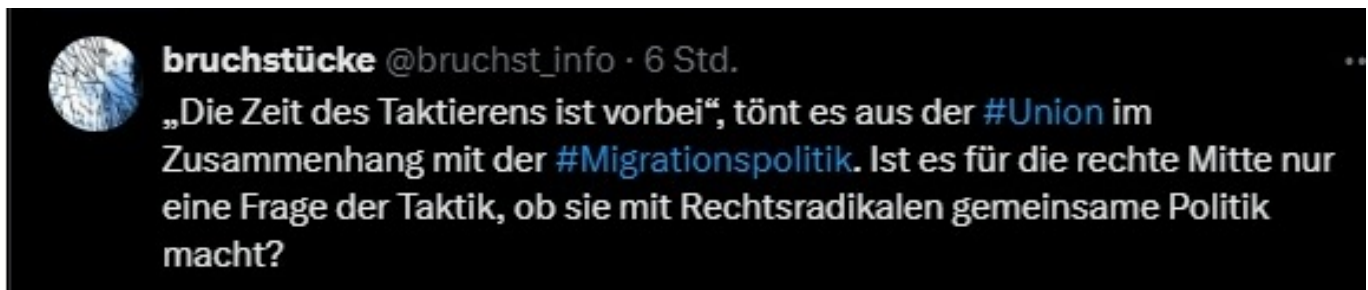 bruchstücke @bruchst_info · 6 Std.
„Die Zeit des Taktierens ist vorbei“, tönt es aus der #Union im
Zusammenhang mit der #Migrationspolitik. Ist es für die rechte Mitte nur
eine Frage der Taktik, ob sie mit Rechtsradikalen gemeinsame Politik
macht?